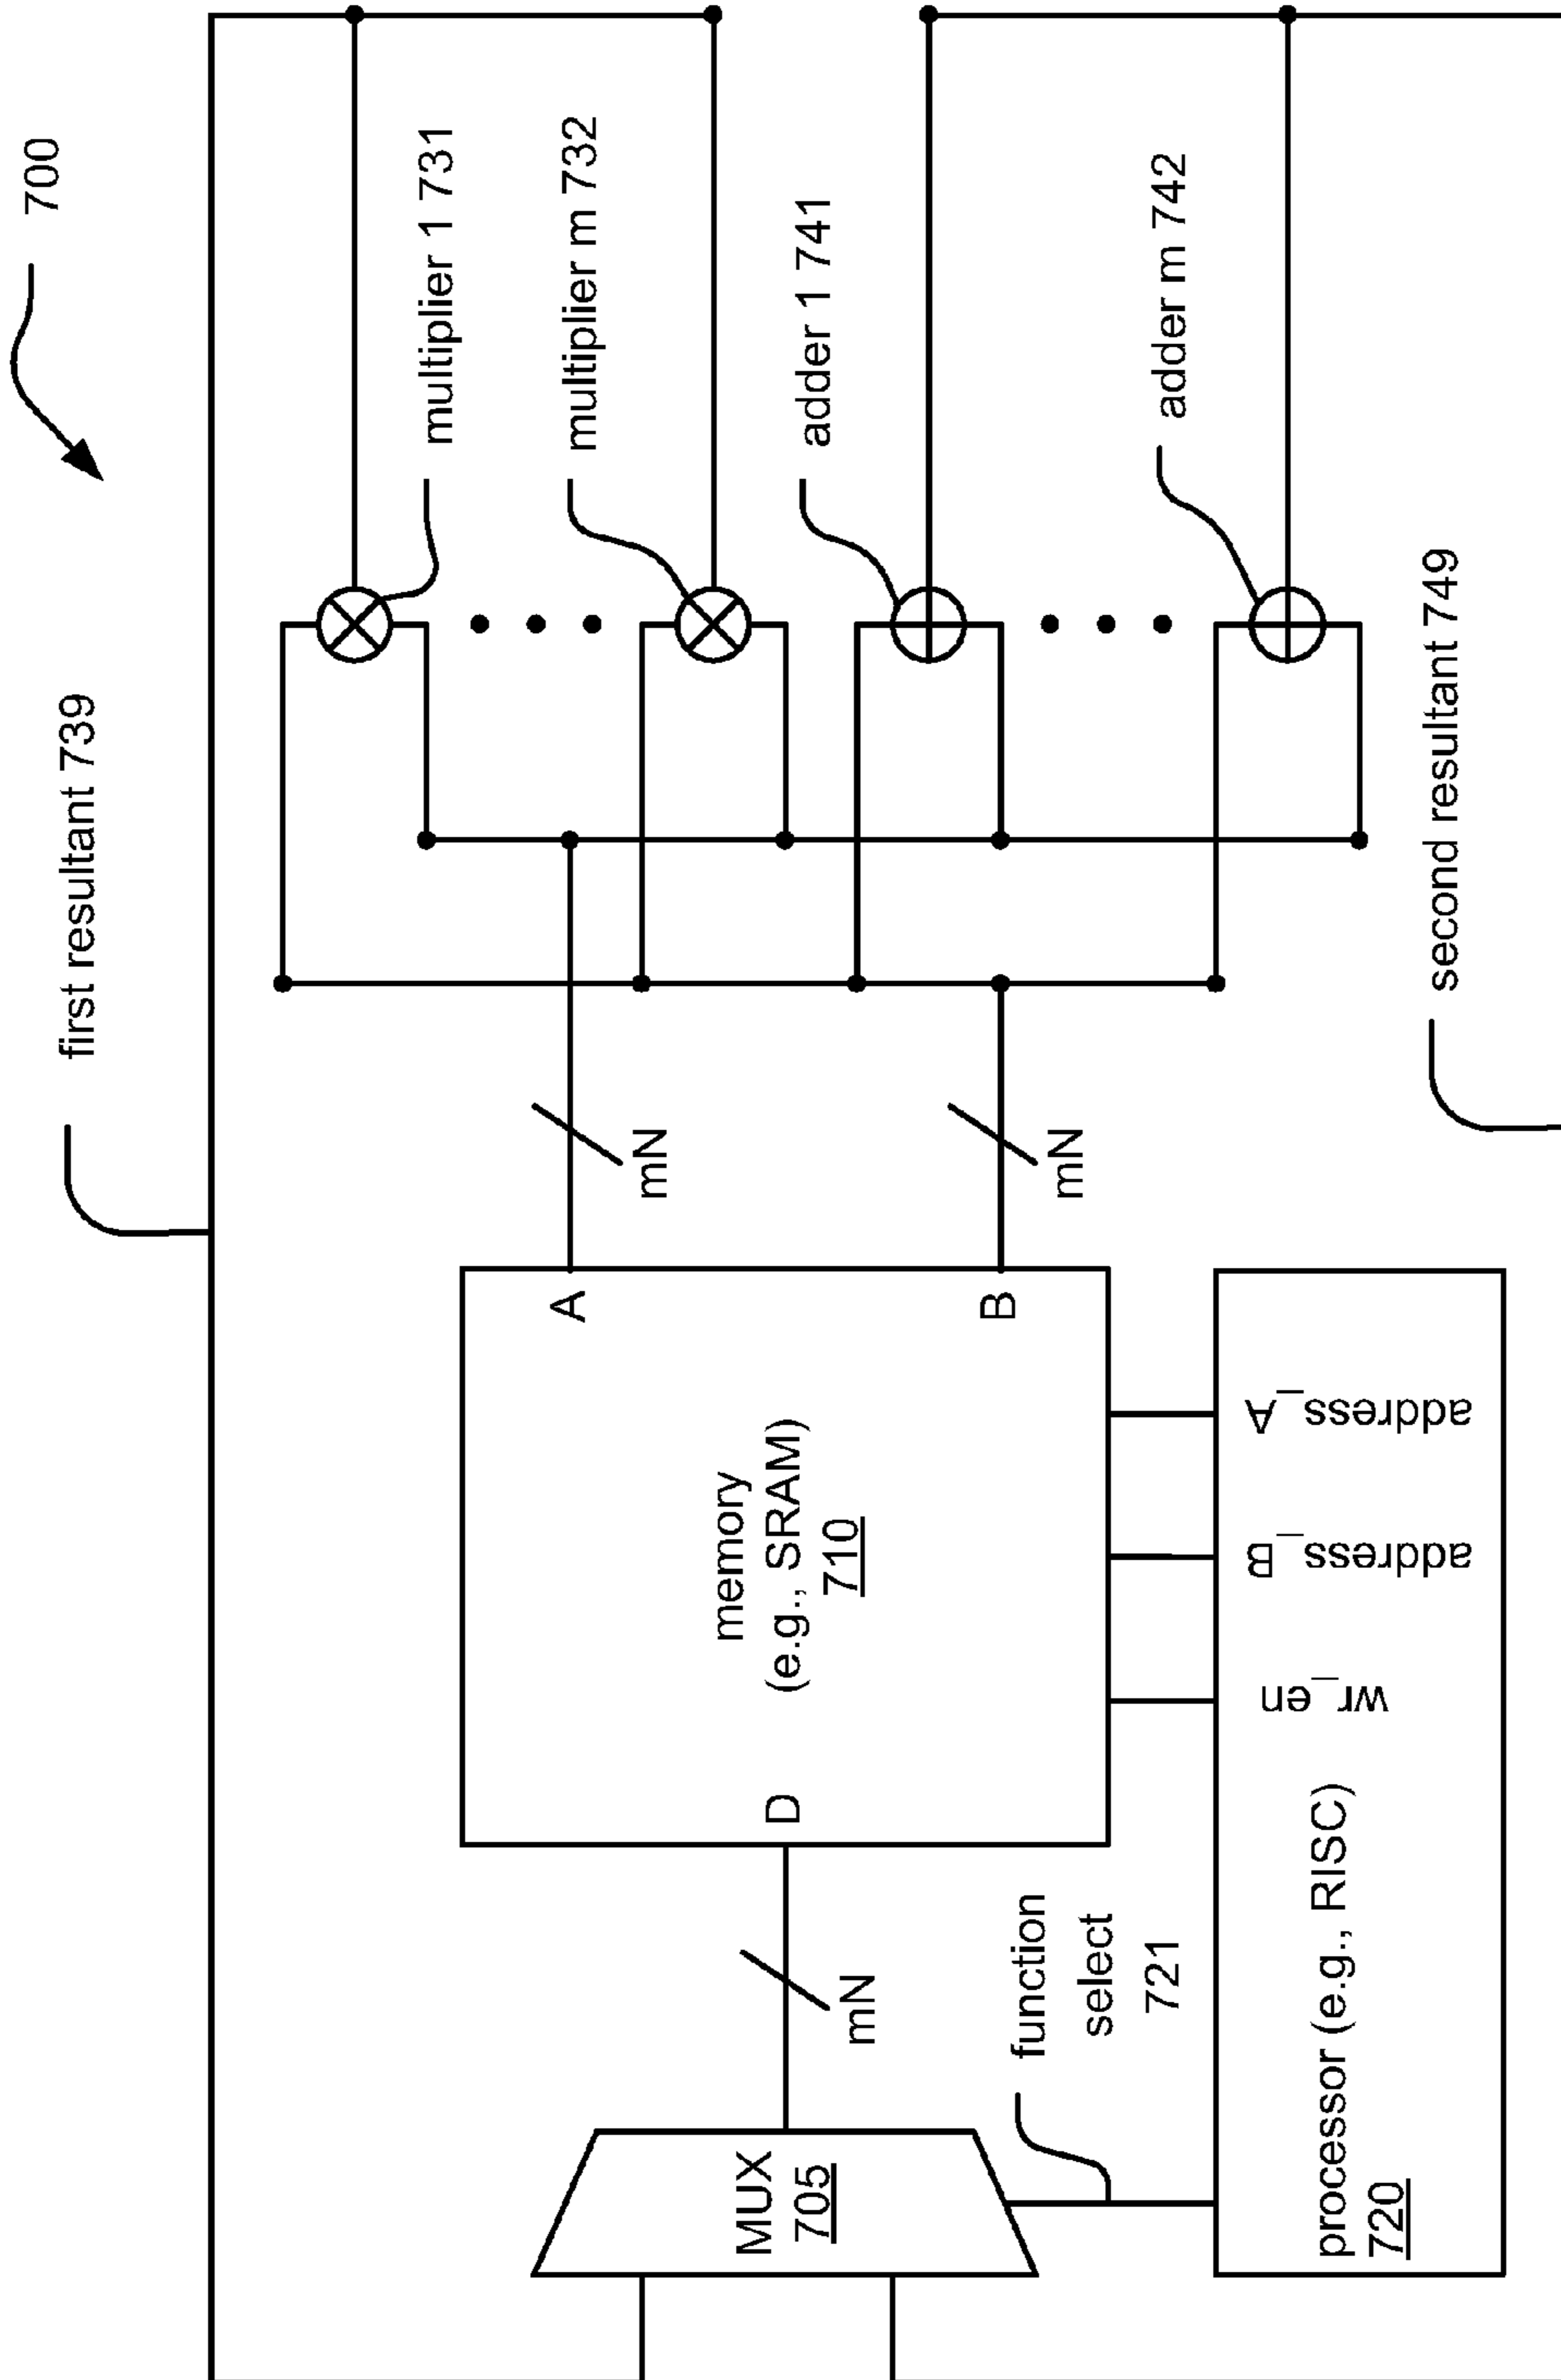 700
first resultant 739
multiplier 1 731
multiplier m 732
adder 1 741
adder m 742
second resultant 749
mN
mN
A
B
memory
(e.g., SRAM)
710
D
mN
MUX
705
function
select
721
wr_en
address_B
address_A
processor (e.g., RISC)
720